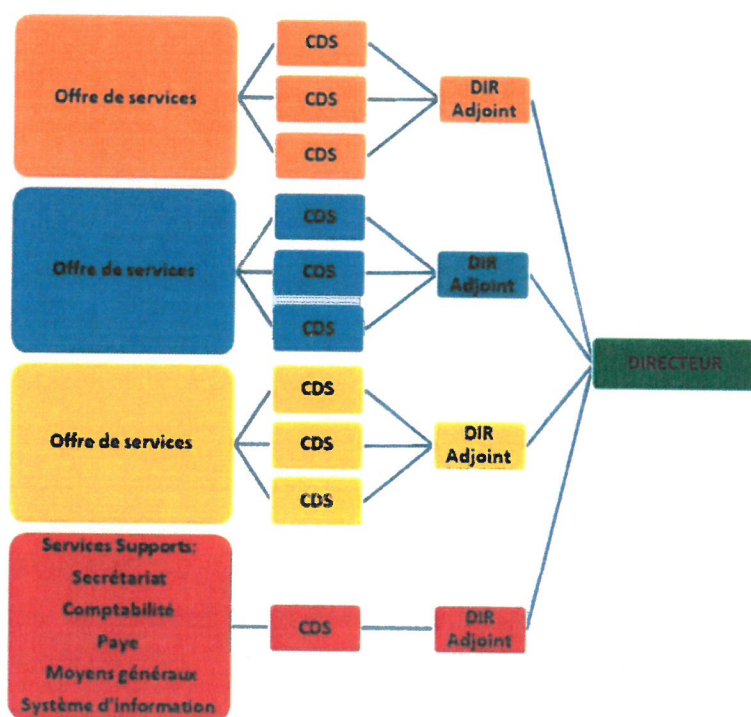 CDS
Offre de services
CDS
CDS
DIR
Adjoint
CDS
Offre de services
CDS
CDS
DIR
Adjoint
DIRECTEUR
CDS
Offre de services
CDS
CDS
DIR
Adjoint
Services Supports:
Secrétariat
Comptabilité
Paye
Moyens généraux
Système d'information
CDS
DIR
Adjoint